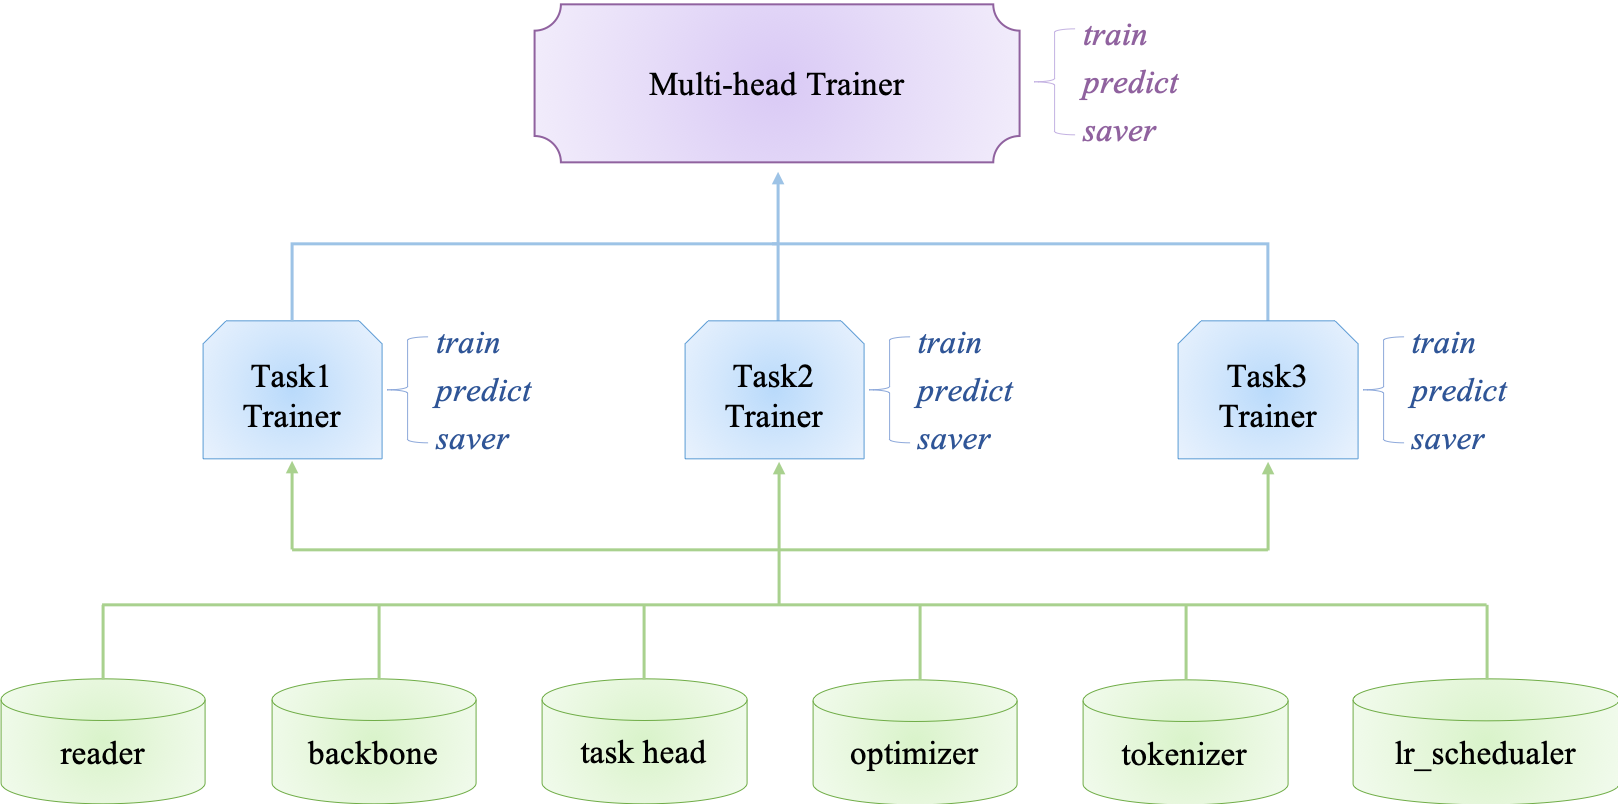 Multi-head Trainer
train
predict
saver
Task1
Trainer
train
predict
saver
Task2
Trainer
train
predict
saver
Task3
Trainer
train
predict
saver
reader
backbone
task head
optimizer
tokenizer
lr_schedualer